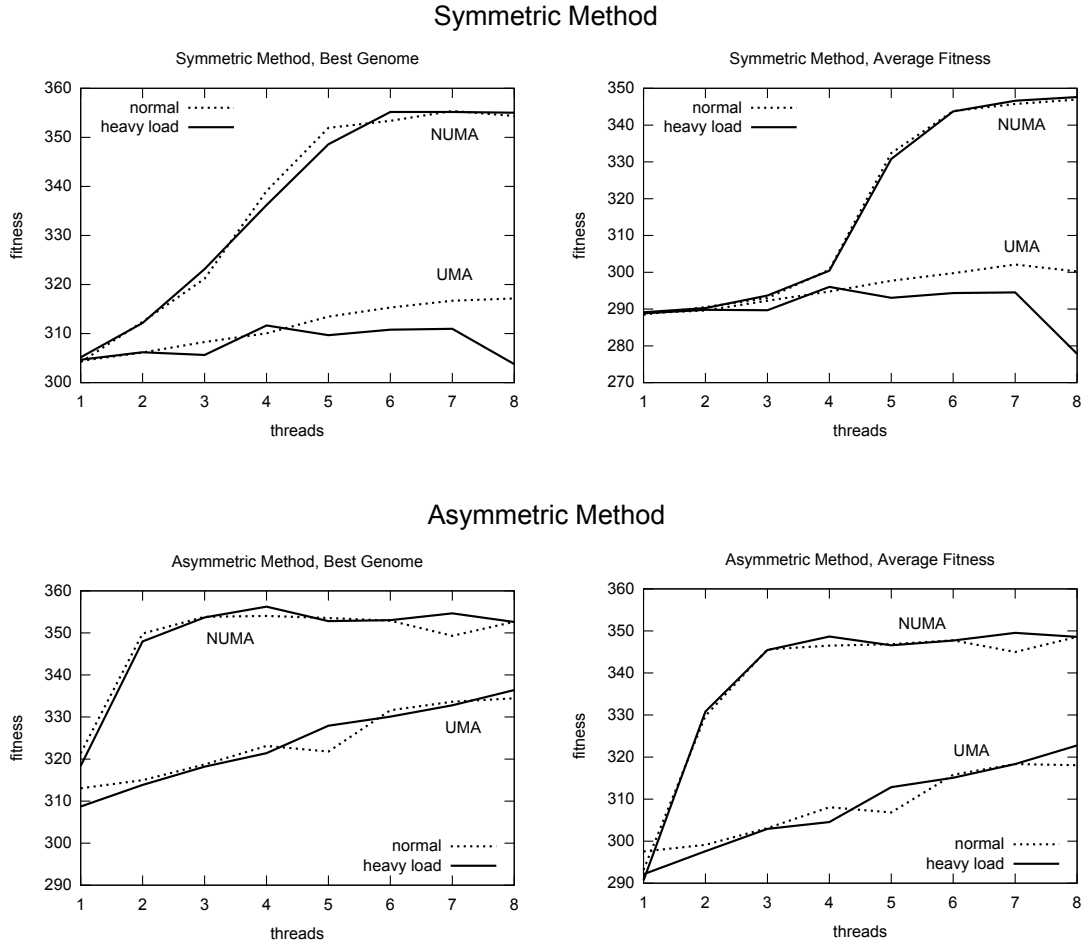 Symmetric Method
Symmetric Method, Best Genome
360
350
340
330
320
310
300
fitness
normal
heavy load
NUMA
UMA
1 2 3 4 5 6 7 8
threads
Symmetric Method, Average Fitness
350
340
330
320
310
300
290
280
270
fitness
normal
heavy load
NUMA
UMA
1 2 3 4 5 6 7 8
threads
Asymmetric Method
Asymmetric Method, Best Genome
360
350
340
330
320
310
300
290
fitness
NUMA
UMA
normal
heavy load
1 2 3 4 5 6 7 8
threads
Asymmetric Method, Average Fitness
360
350
340
330
320
310
300
290
fitness
NUMA
UMA
normal
heavy load
1 2 3 4 5 6 7 8
threads